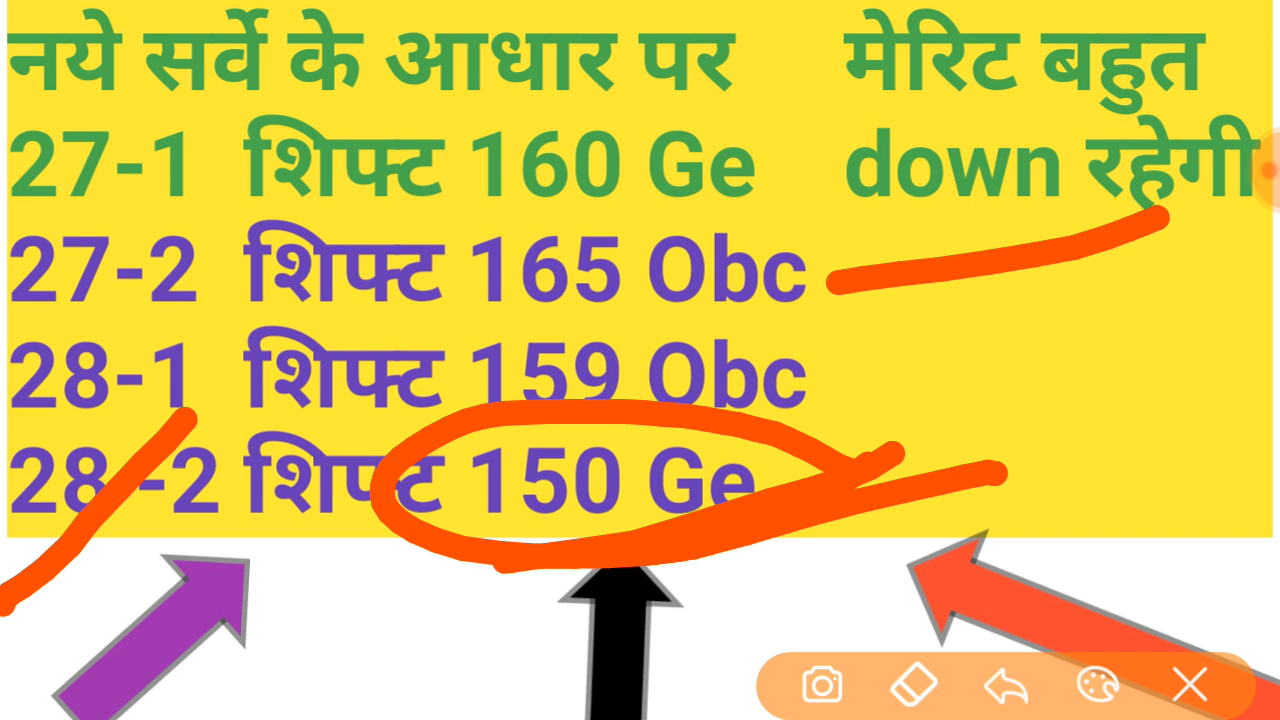 नये सर्वे के आधार पर मेरिट बहुत
27-1 शिफ्ट 160 Ge down रहेगी
27-2 शिफ्ट 165 Obc
28-1 शिफ्ट 159 Obc
28 -2 शिफ्ट 150 Ge